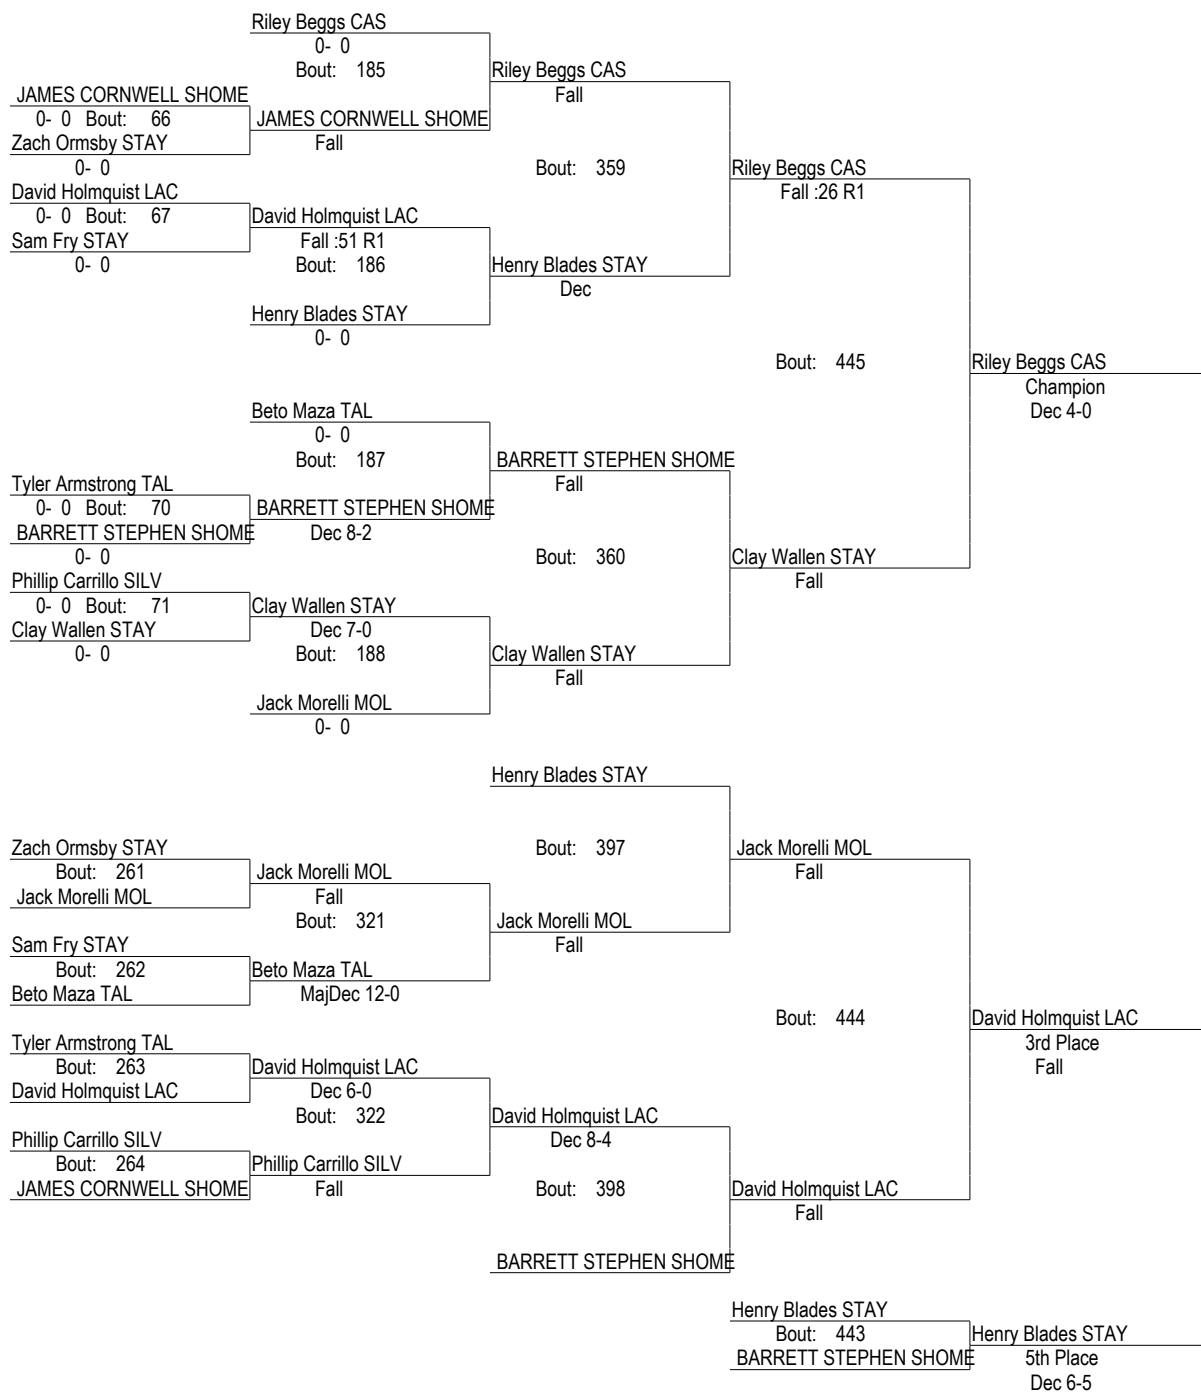 Riley Beggs CAS
0- 0
Bout: 185
Riley Beggs CAS
JAMES CORNWELL SHOME
Fall
0- 0 Bout: 66
JAMES CORNWELL SHOME
Zach Ormsby STAY
Fall
0- 0
Bout: 359
Riley Beggs CAS
David Holmquist LAC
Fall :26 R1
0- 0 Bout: 67
David Holmquist LAC
Sam Fry STAY
Fall :51 R1
0- 0
Bout: 186
Henry Blades STAY
Dec
Henry Blades STAY
0- 0
Bout: 445
Riley Beggs CAS
Champion
Dec 4-0
Beto Maza TAL
0- 0
Bout: 187
BARRETT STEPHEN SHOME
Tyler Armstrong TAL
Fall
0- 0 Bout: 70
BARRETT STEPHEN SHOME
BARRETT STEPHEN SHOME
Dec 8-2
0- 0
Bout: 360
Clay Wallen STAY
Phillip Carrillo SILV
Fall
0- 0 Bout: 71
Clay Wallen STAY
Clay Wallen STAY
Dec 7-0
0- 0
Bout: 188
Clay Wallen STAY
Fall
Jack Morelli MOL
0- 0
Henry Blades STAY
Zach Ormsby STAY
Bout: 397
Jack Morelli MOL
Bout: 261
Jack Morelli MOL
Fall
Jack Morelli MOL
Fall
Bout: 321
Jack Morelli MOL
Sam Fry STAY
Fall
Bout: 262
Beto Maza TAL
Beto Maza TAL
MajDec 12-0
Bout: 444
David Holmquist LAC
Tyler Armstrong TAL
3rd Place
Bout: 263
David Holmquist LAC
Fall
David Holmquist LAC
Dec 6-0
Bout: 322
David Holmquist LAC
Phillip Carrillo SILV
Dec 8-4
Bout: 264
Phillip Carrillo SILV
JAMES CORNWELL SHOME
Fall
Bout: 398
David Holmquist LAC
Fall
BARRETT STEPHEN SHOME
Henry Blades STAY
Bout: 443
Henry Blades STAY
BARRETT STEPHEN SHOME
5th Place
Dec 6-5